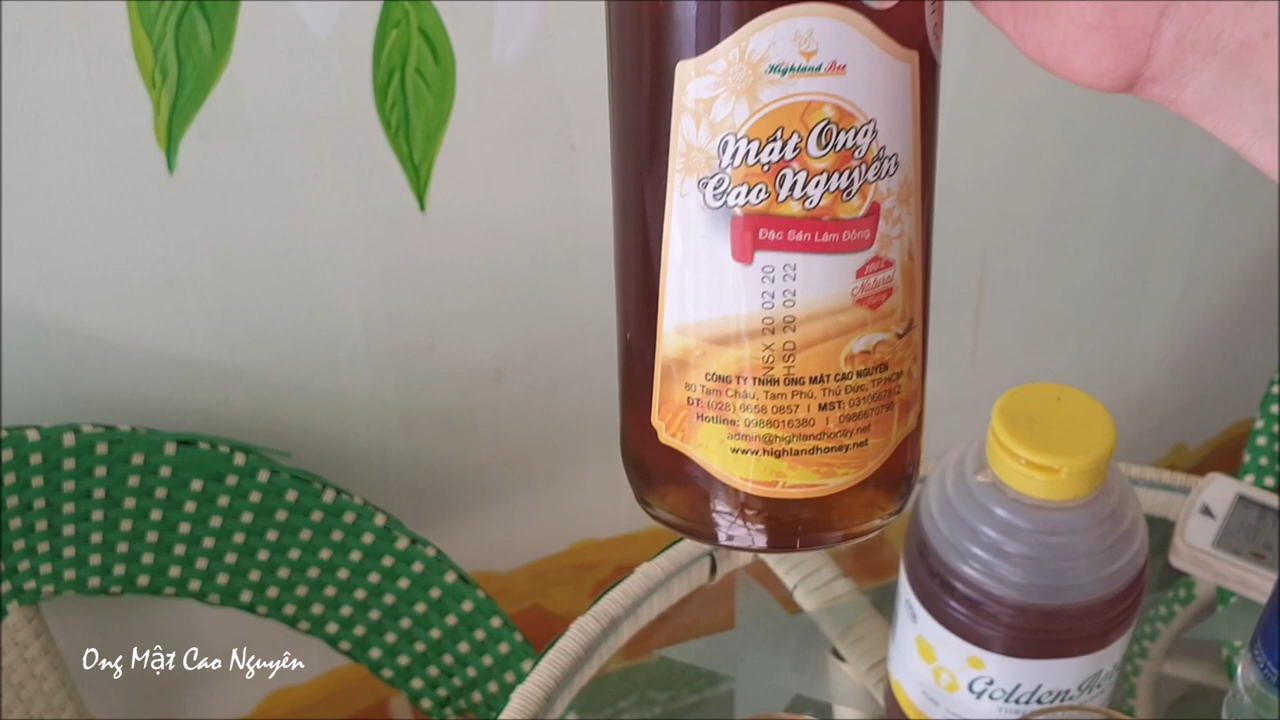 Highland Bee
Mật Ong
Cao Nguyên
Đặc Sản Lâm Đồng
100%
Natural
NSX 20 02 20
HSD 20 02 22
CÔNG TY TNHH ONG MẬT CAO NGUYÊN
80 Tam Châu, Tam Phú, Thủ Đức, TP.HCM
ĐT: (028) 6658 0857 I MST: 0310667812
Hotline: 0988016380 I 0986670790
admin@highlandhoney.net
www.highlandhoney.net
Ong Mật Cao Nguyên